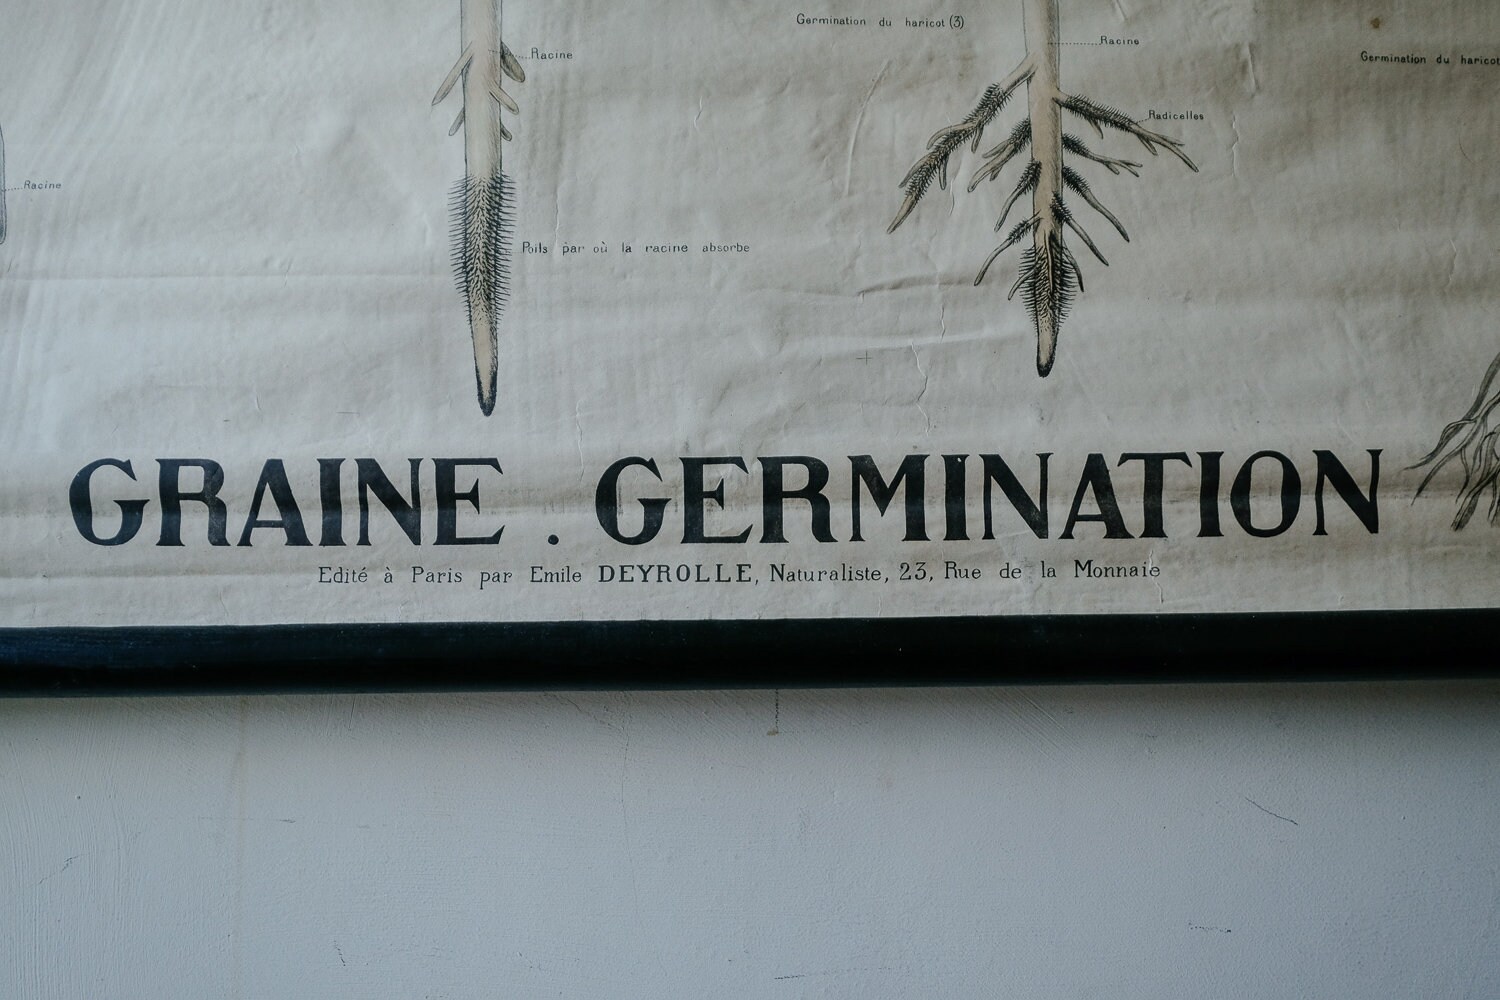 Germination du haricot (3)
Racine
Racine
Germination du haricot
Radicelles
Racine
Poils par où la racine absorbe
GRAINE . GERMINATION
Edité à Paris par Emile DEYROLLE, Naturaliste, 23, Rue de la Monnaie